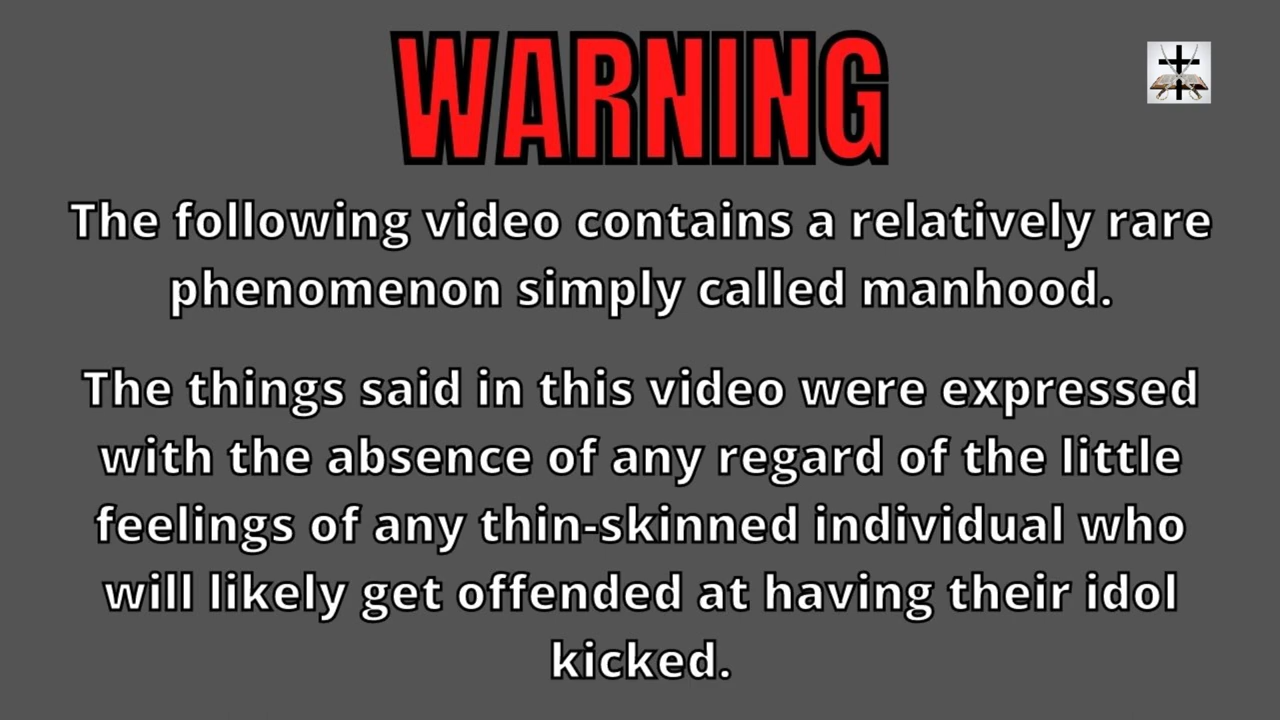 WARNING
The following video contains a relatively rare
phenomenon simply called manhood.
The things said in this video were expressed
with the absence of any regard of the little
feelings of any thin-skinned individual who
will likely get offended at having their idol
kicked.